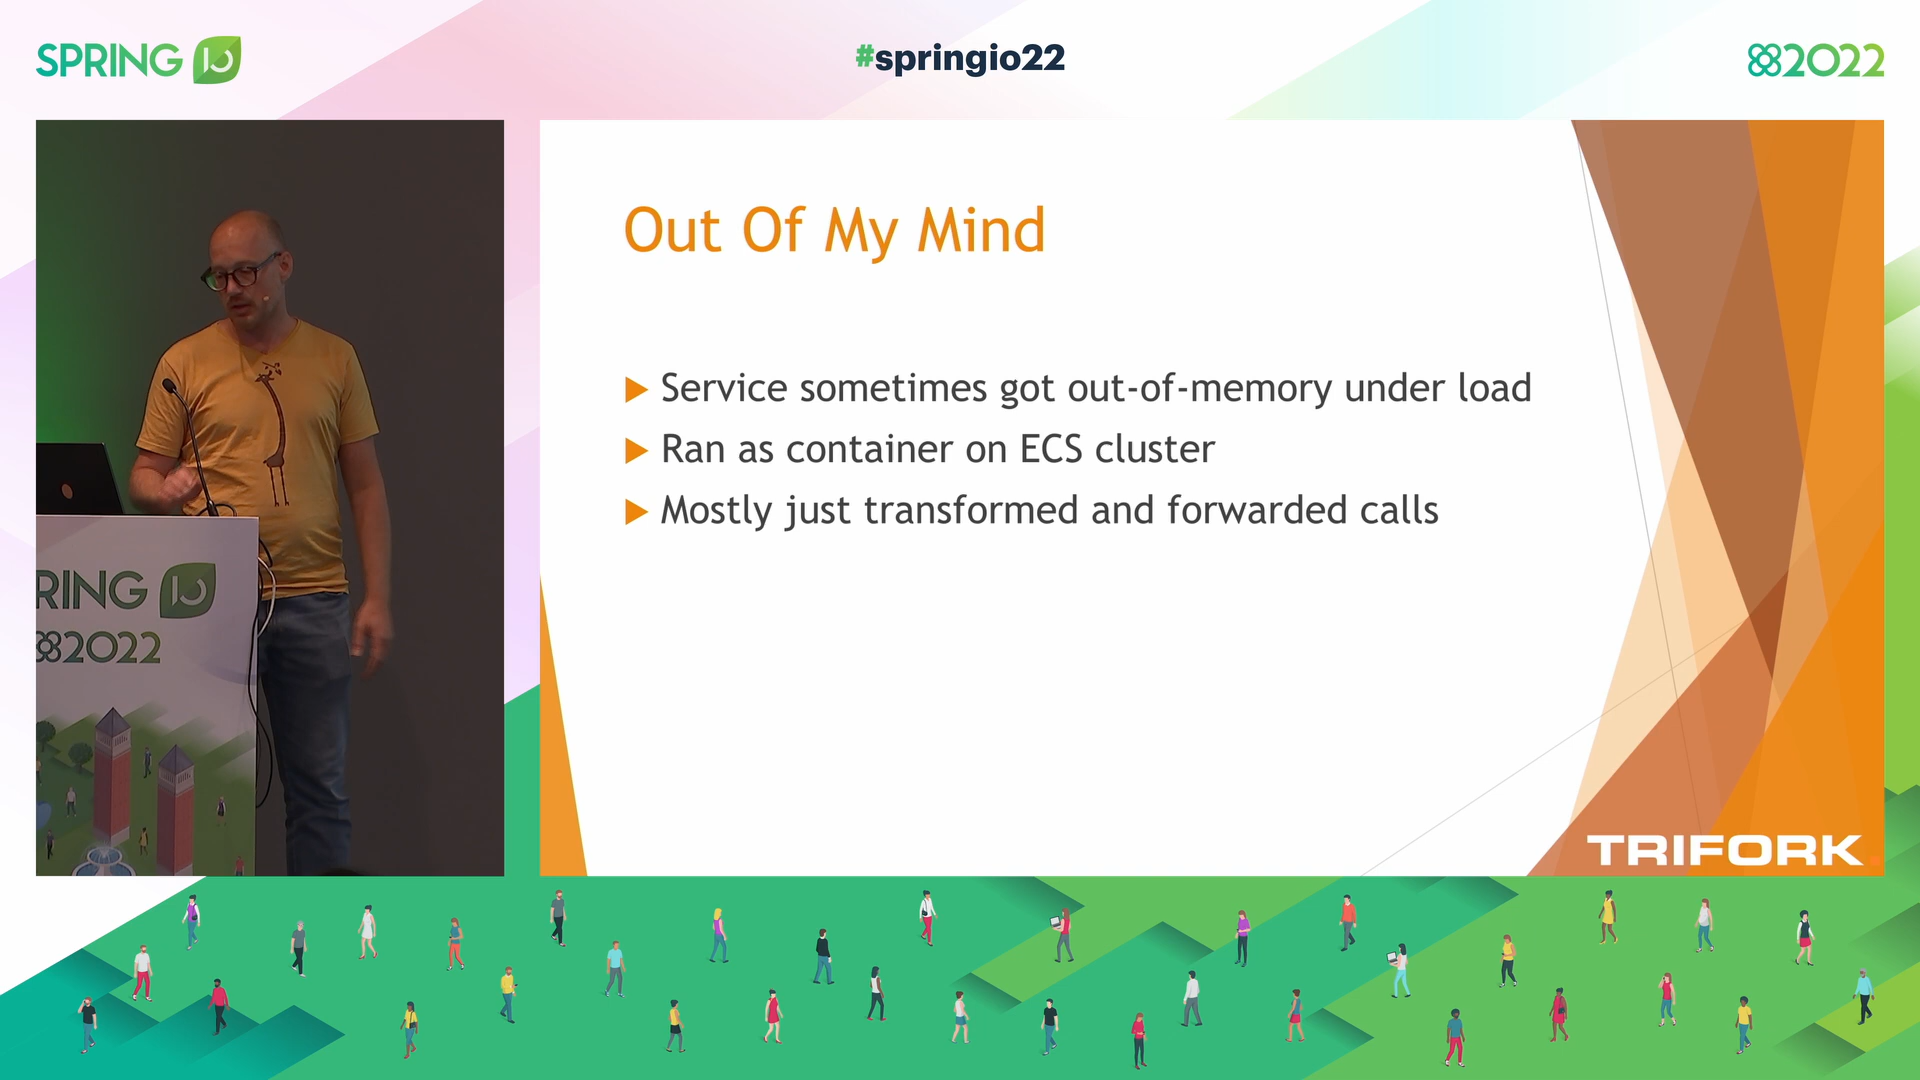 SPRING IO
#springio22
2022
Out Of My Mind
Service sometimes got out-of-memory under load
Ran as container on ECS cluster
Mostly just transformed and forwarded calls
TRIFORK
RING IO
2022